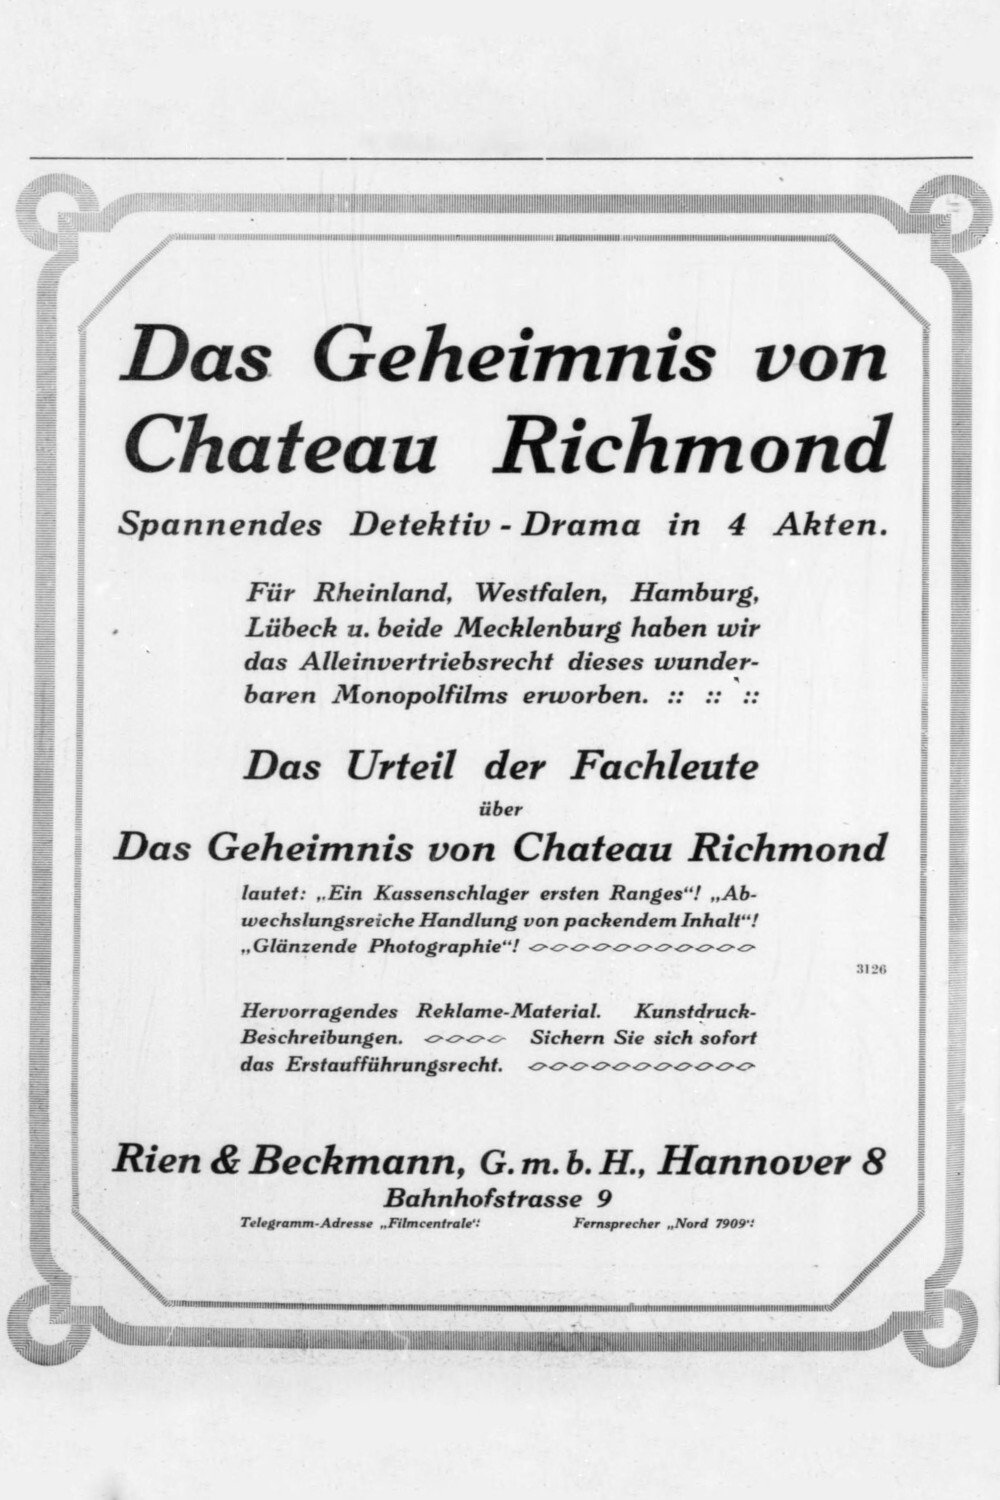 Das Geheimnis von
Chateau Richmond
Spannendes Detektiv - Drama in 4 Akten.
Für Rheinland, Westfalen, Hamburg,
Lübeck u. beide Mecklenburg haben wir
das Alleinvertriebsrecht dieses wunder-
baren Monopolfilms erworben. :: :: ::
Das Urteil der Fachleute
über
Das Geheimnis von Chateau Richmond
lautet: „Ein Kassenschlager ersten Ranges“! „Ab-
wechslungsreiche Handlung von packendem Inhalt“!
„Glänzende Photographie“!
3126
Hervorragendes Reklame-Material. Kunstdruck-
Beschreibungen. Sichern Sie sich sofort
das Erstaufführungsrecht.
Rien & Beckmann, G. m. b. H., Hannover 8
Bahnhofstrasse 9
Telegramm-Adresse „Filmcentrale“. Fernsprecher „Nord 7909“.